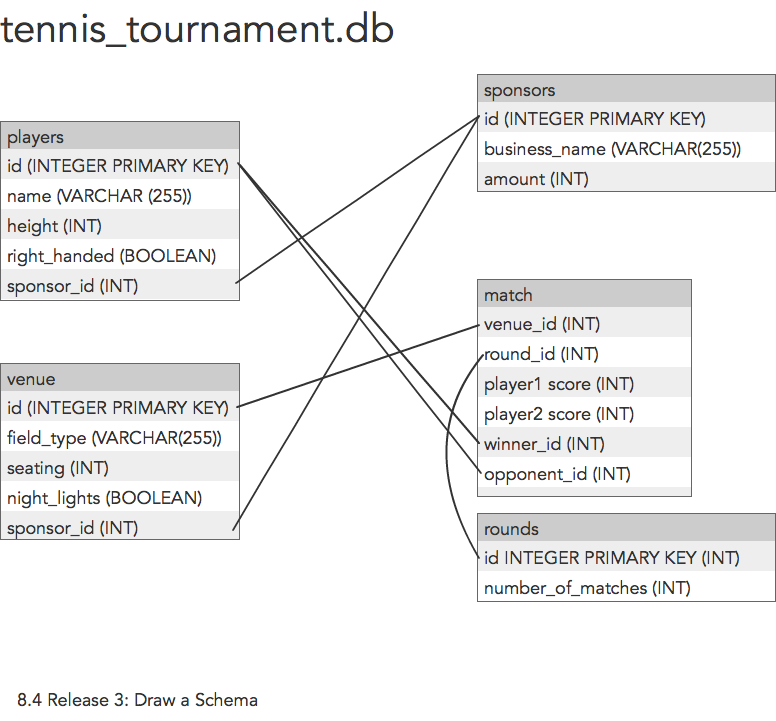 tennis_tournament.db
players
id (INTEGER PRIMARY KEY)
name (VARCHAR (255))
height (INT)
right_handed (BOOLEAN)
sponsor_id (INT)
venue
id (INTEGER PRIMARY KEY)
field_type (VARCHAR(255))
seating (INT)
night_lights (BOOLEAN)
sponsor_id (INT)
sponsors
id (INTEGER PRIMARY KEY)
business_name (VARCHAR(255))
amount (INT)
match
venue_id (INT)
round_id (INT)
player1 score (INT)
player2 score (INT)
winner_id (INT)
opponent_id (INT)
rounds
id INTEGER PRIMARY KEY (INT)
number_of_matches (INT)
8.4 Release 3: Draw a Schema